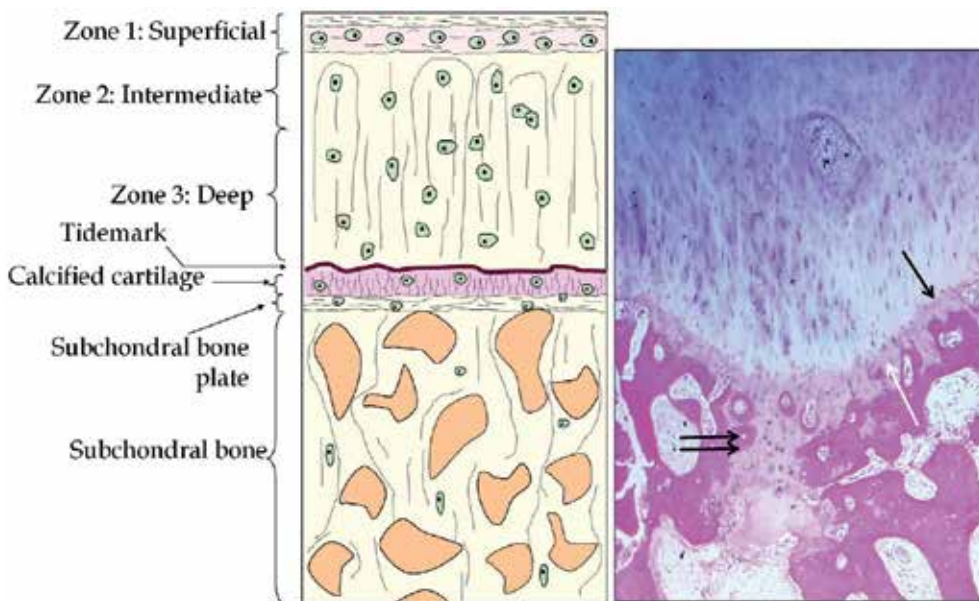 Zone 1: Superficial
Zone 2: Intermediate
Zone 3: Deep
Tidemark
Calcified cartilage
Subchondral bone
plate
Subchondral bone